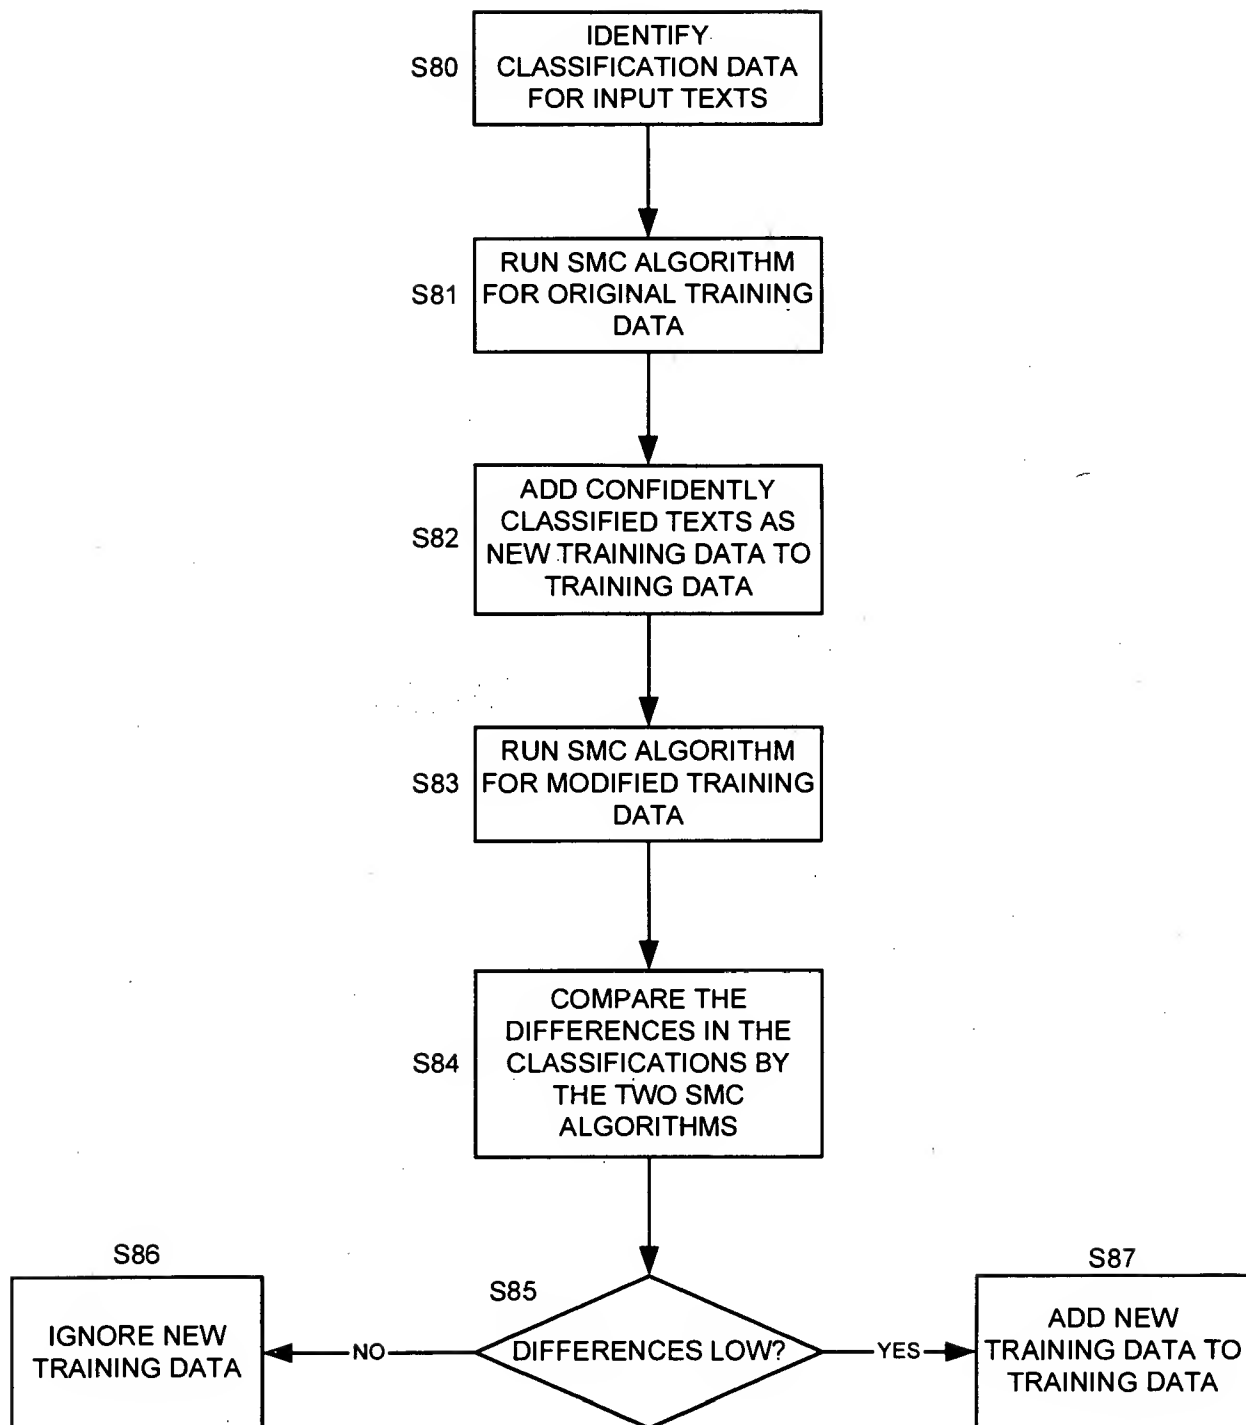 IDENTIFY
S80
CLASSIFICATION DATA
FOR INPUT TEXTS
RUN SMC ALGORITHM
S81
FOR ORIGINAL TRAINING
DATA
ADD CONFIDENTLY
CLASSIFIED TEXTS AS
S82
NEW TRAINING DATA TO
TRAINING DATA
RUN SMC ALGORITHM
S83
FOR MODIFIED TRAINING
DATA
COMPARE THE
DIFFERENCES IN THE
S84
CLASSIFICATIONS BY
THE TWO SMC
ALGORITHMS
S85
DIFFERENCES LOW?
NO
S86
IGNORE NEW
TRAINING DATA
YES
S87
ADD NEW
TRAINING DATA TO
TRAINING DATA